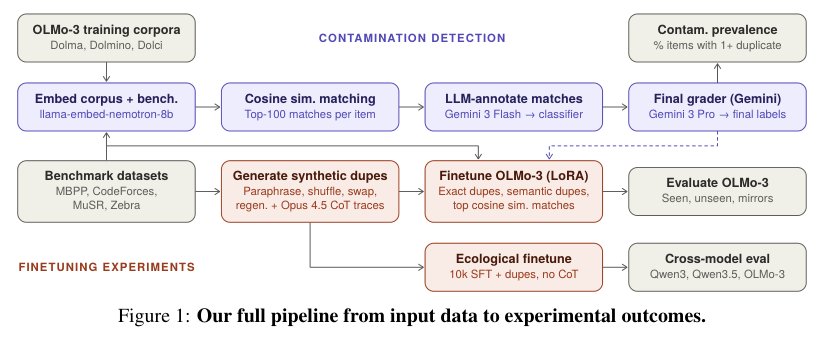 OLMo-3 training corpora
Dolma, Dolmino, Dolci
CONTAMINATION DETECTION
Contam. prevalence
% items with 1+ duplicate
Embed corpus + bench.
llama-embed-nemotron-8b
Cosine sim. matching
Top-100 matches per item
LLM-annotate matches
Gemini 3 Flash → classifier
Final grader (Gemini)
Gemini 3 Pro → final labels
Benchmark datasets
MBPP, CodeForces,
MuSR, Zebra
Generate synthetic dupes
Paraphrase, shuffle, swap,
regen. + Opus 4.5 CoT traces
Finetune OLMo-3 (LoRA)
Exact dupes, semantic dupes,
top cosine sim. matches
Evaluate OLMo-3
Seen, unseen, mirrors
FINETUNING EXPERIMENTS
Ecological finetune
10k SFT + dupes, no CoT
Cross-model eval
Qwen3, Qwen3.5, OLMo-3
Figure 1: Our full pipeline from input data to experimental outcomes.